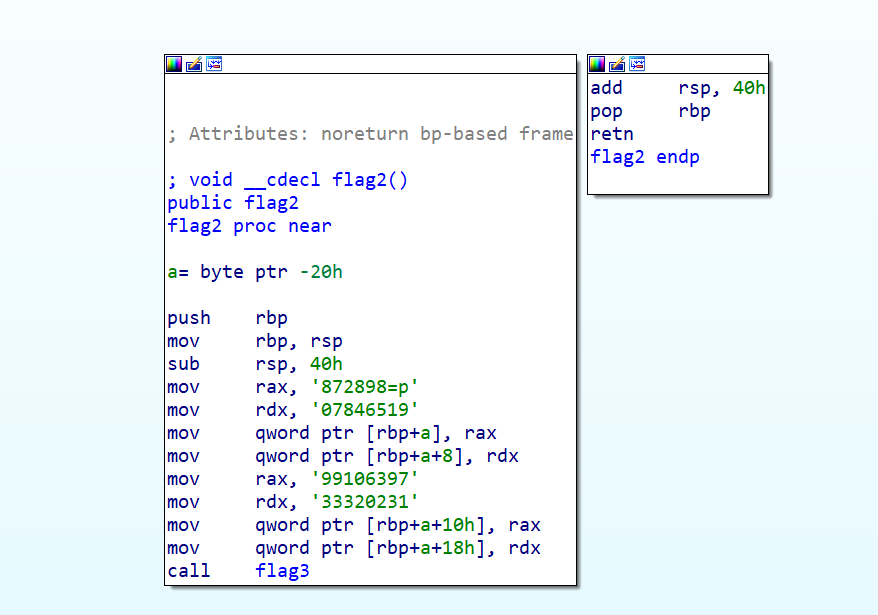 ; Attributes: noreturn bp-based frame
; void __cdecl flag2()
public flag2
flag2 proc near
a= byte ptr -20h
push    rbp
mov     rbp, rsp
sub     rsp, 40h
mov     rax, '872898=p'
mov     rdx, '07846519'
mov     qword ptr [rbp+a], rax
mov     qword ptr [rbp+a+8], rdx
mov     rax, '99106397'
mov     rdx, '33320231'
mov     qword ptr [rbp+a+10h], rax
mov     qword ptr [rbp+a+18h], rdx
call    flag3
add     rsp, 40h
pop     rbp
retn
flag2 endp